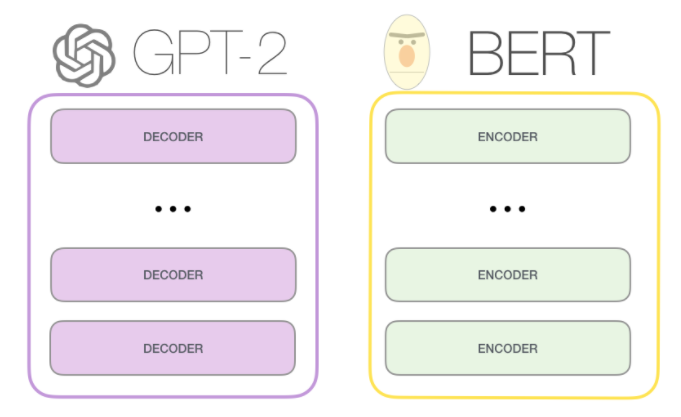 GPT-2
DECODER
...
DECODER
DECODER
BERT
ENCODER
...
ENCODER
ENCODER